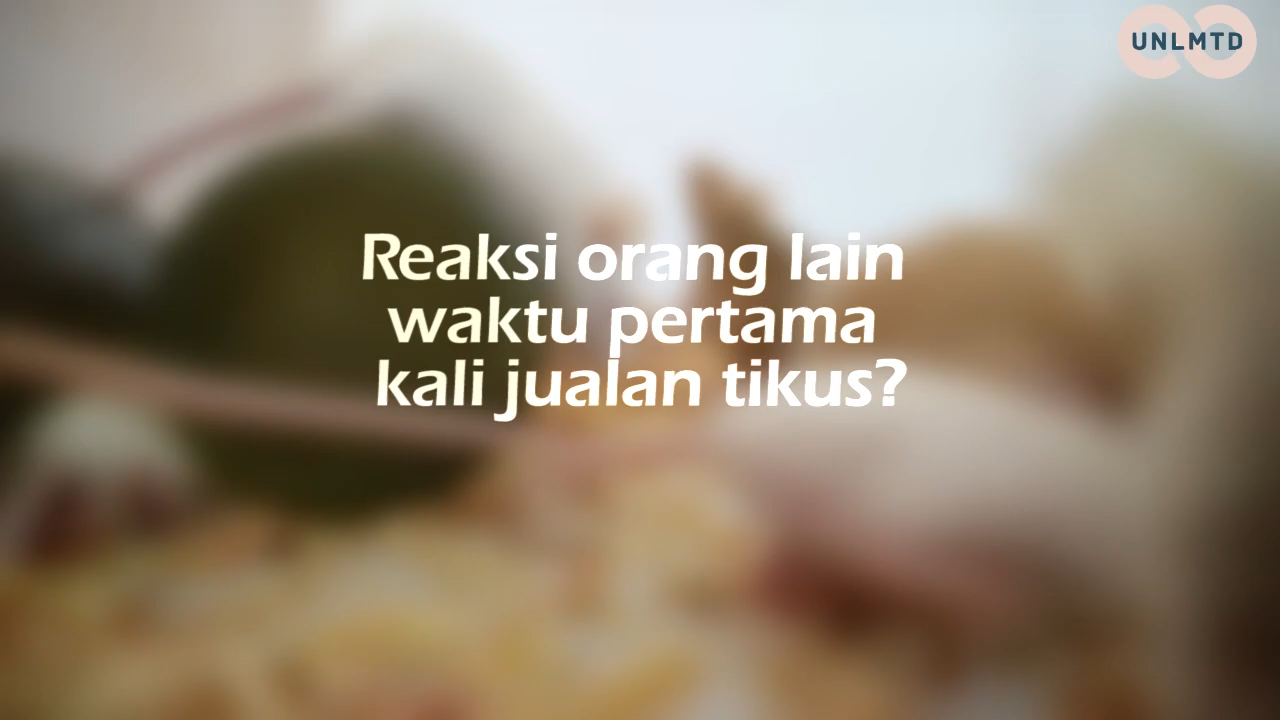 UNLMTD
Reaksi orang lain
waktu pertama
kali jualan tikus?